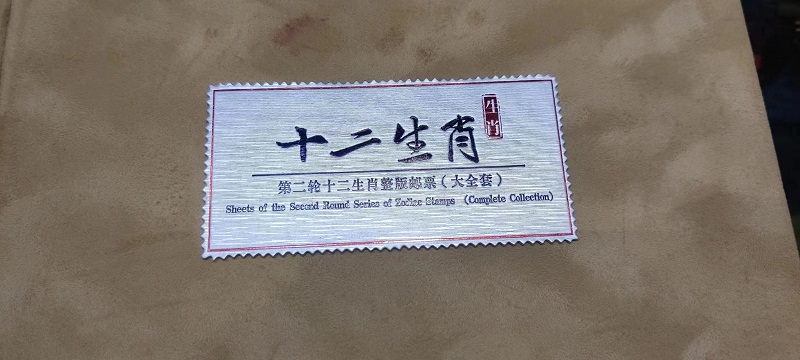 十二生肖
生肖
第二轮十二生肖整版邮票(大全套)
Sheets of the Second Round Series of Zodiac Stamps (Complete Collection)